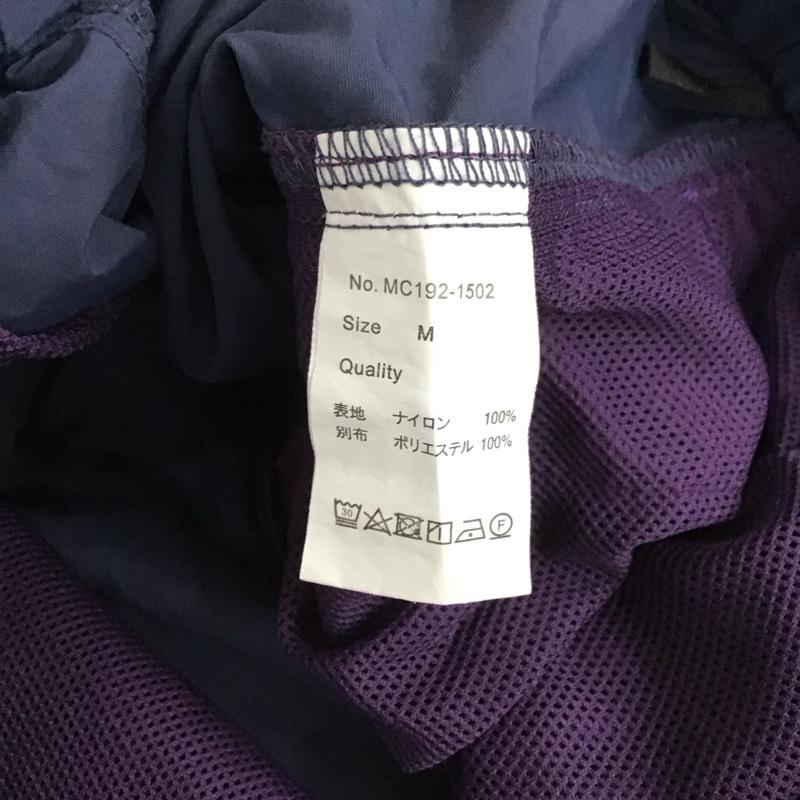 No. MC192-1502
Size M
Quality
表地 ナイロン 100%
別布 ポリエステル 100%
30 F